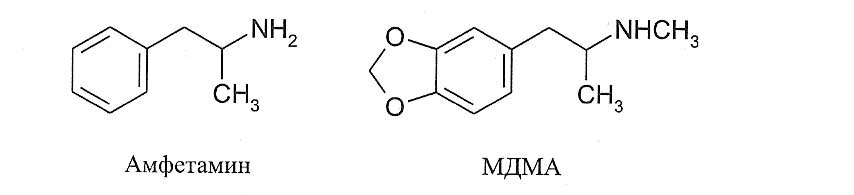 NH2
CH3
Амфетамин
O
O
NHCH3
CH3
МДМА